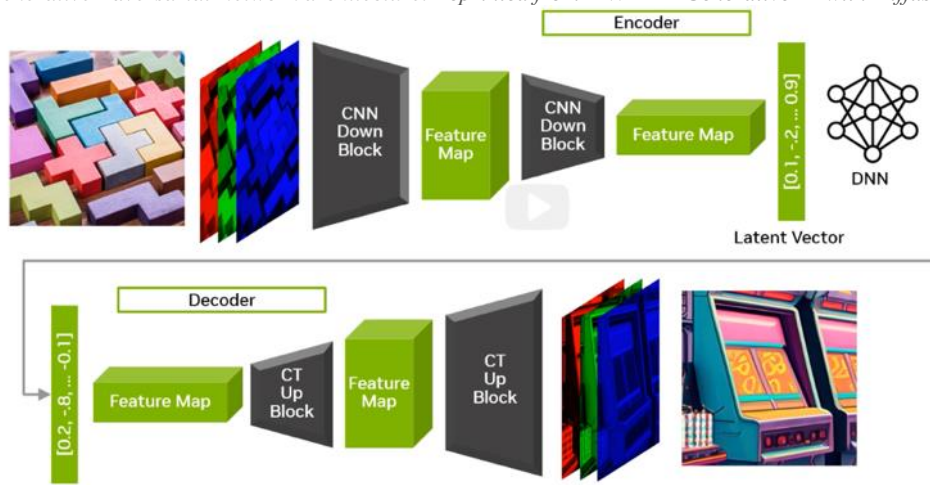 Encoder
CNN
Down
Block
Feature
Map
CNN
Down
Block
Feature Map
[0.1, -.2, ... 0.9]
DNN
Latent Vector
Decoder
[0.2, -.8, ... -0.1]
Feature Map
CT
Up
Block
Feature
Map
CT
Up
Block